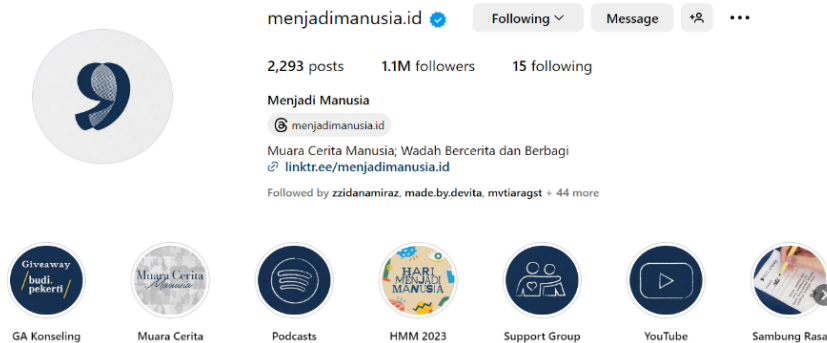 menjadimanusia.id Following Message
2,293 posts 1.1M followers 15 following
Menjadi Manusia
menjadimanusia.id
Muara Cerita Manusia; Wadah Bercerita dan Berbagi
linktr.ee/menjadimanusia.id
Followed by zzidanamiraz, made.by.devita, mvtiaragst + 44 more
Giveaway
/budi.
pekerti/
Muara Cerita
Manusia
HARI
MENJADI
MANUSIA
GA Konseling Muara Cerita Podcasts HMM 2023 Support Group YouTube Sambung Rasa